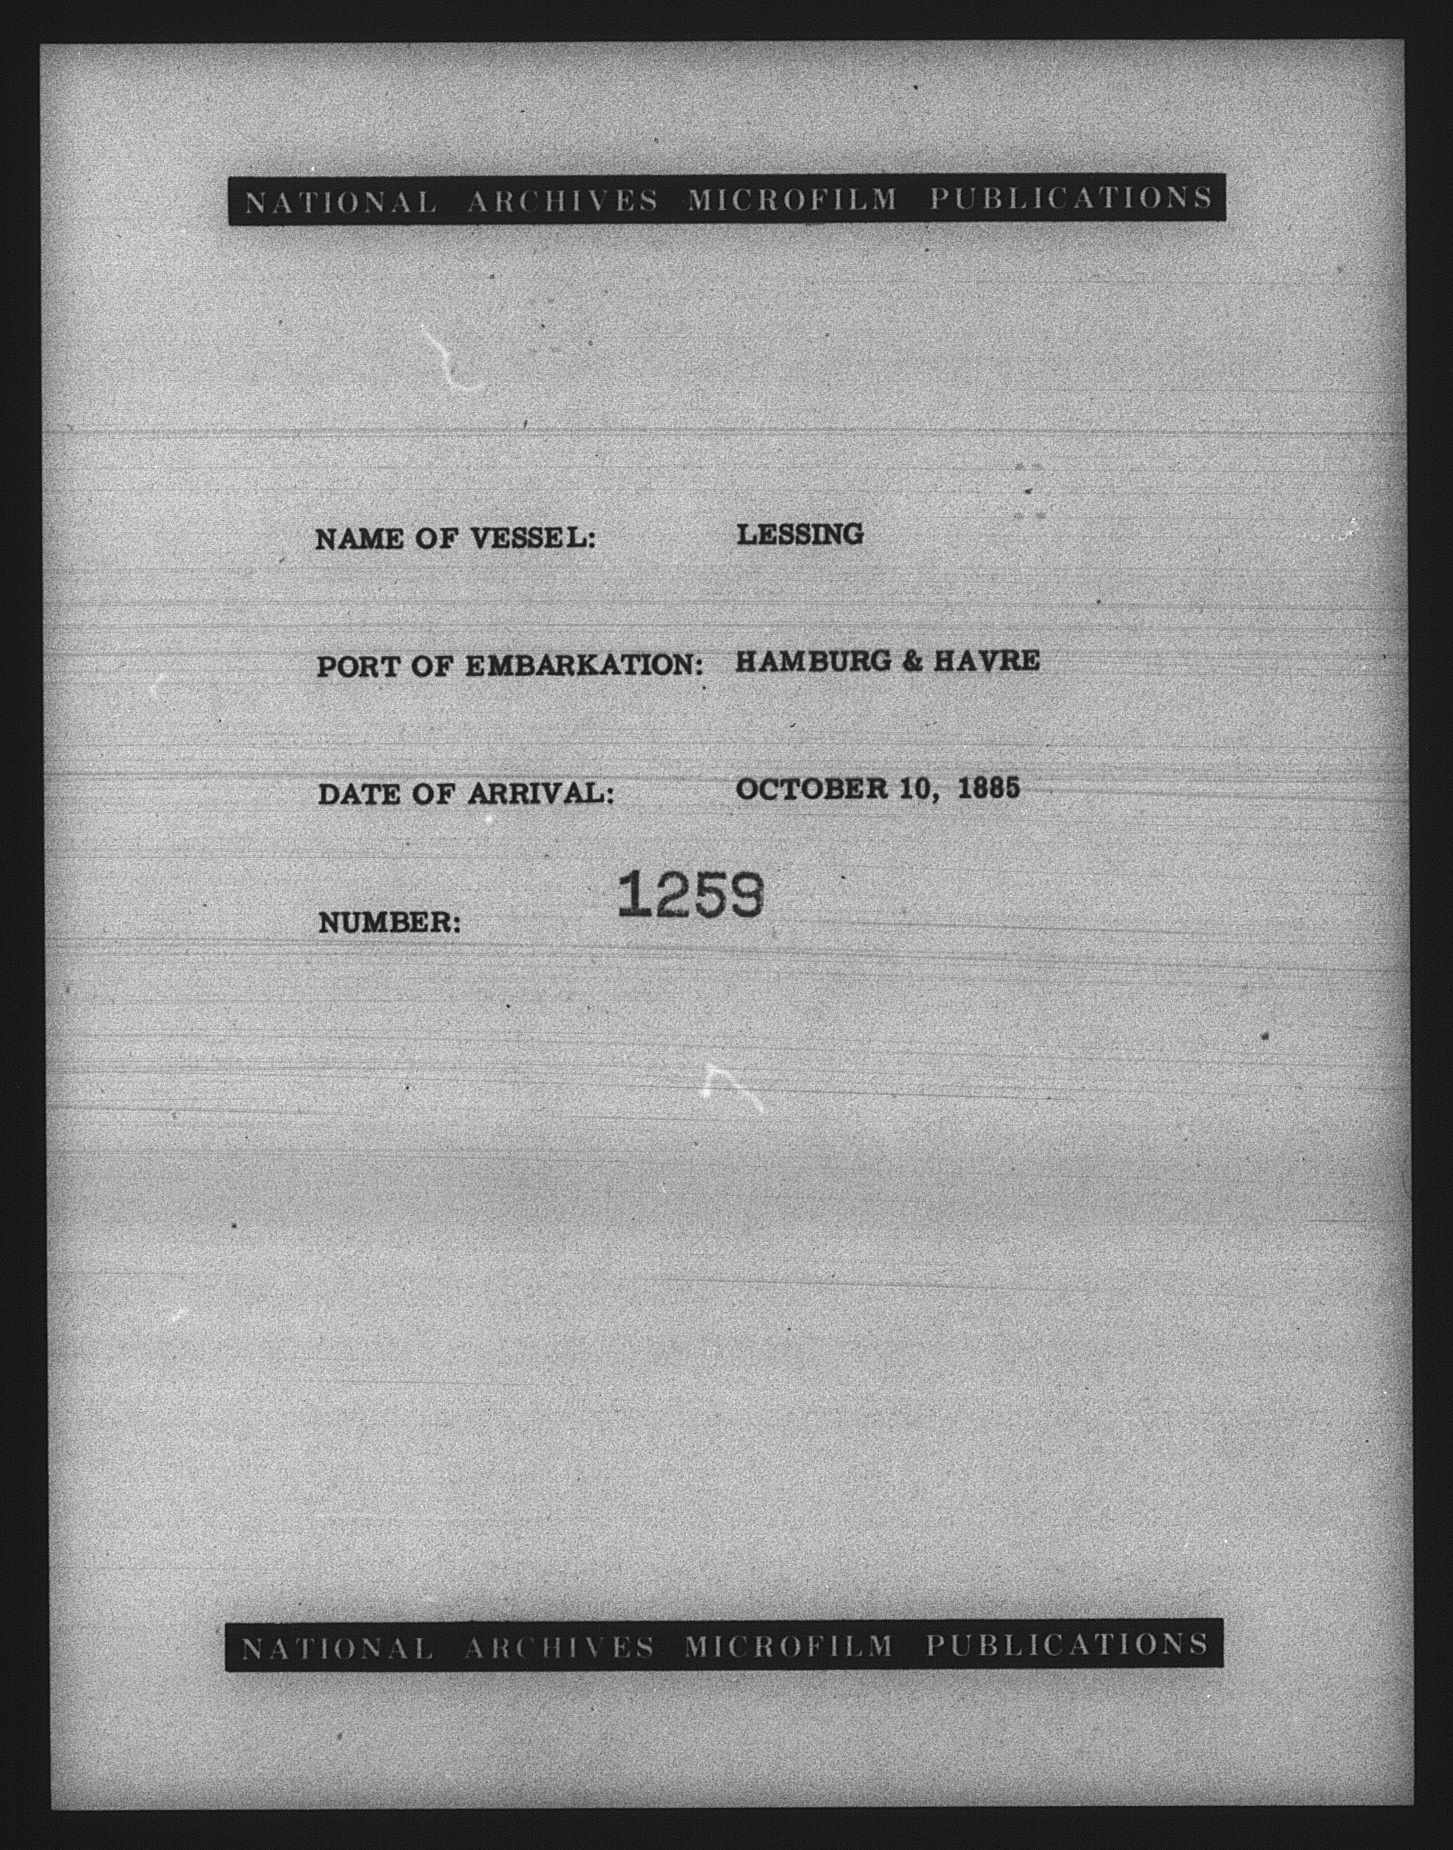 NATIONAL ARCHIVES MICROFILM PUBLICATIONS
NAME OF VESSEL: LESSING
PORT OF EMBARKATION: HAMBURG & HAVRE
DATE OF ARRIVAL: OCTOBER 10, 1885
NUMBER: 1259
NATIONAL ARCHIVES MICROFILM PUBLICATIONS